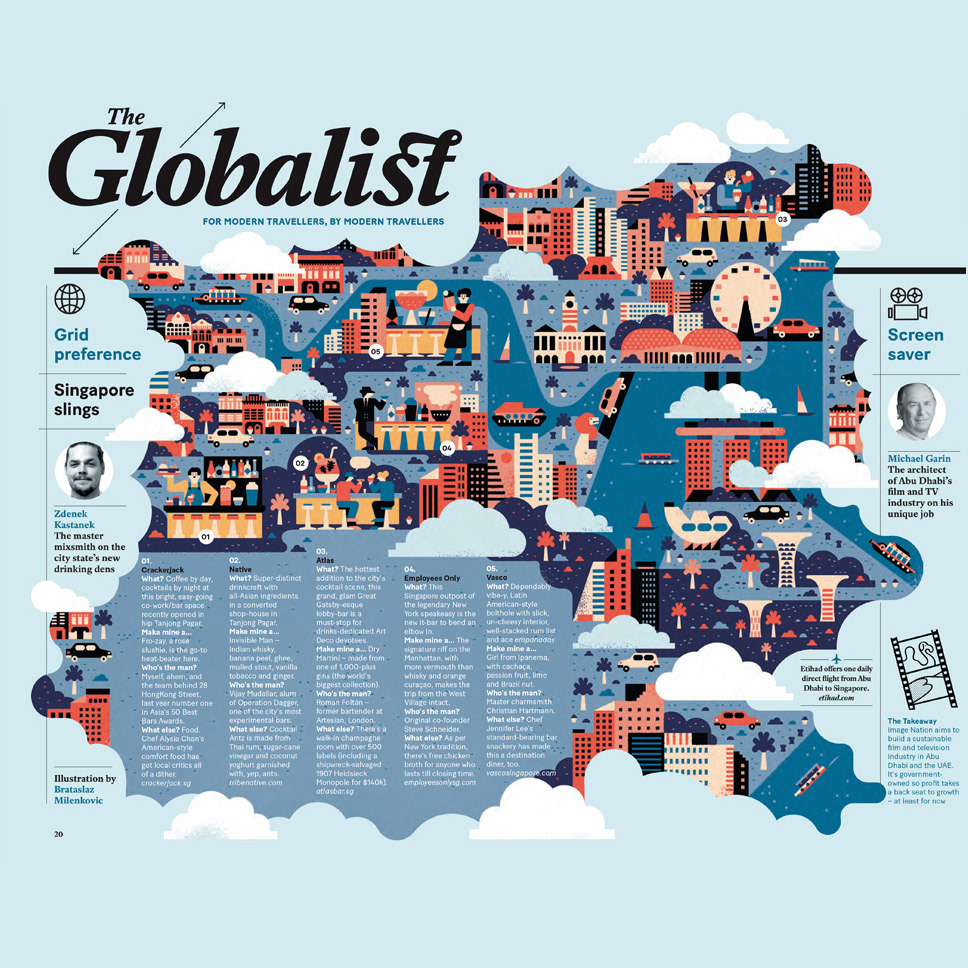 The
Globalist
FOR MODERN TRAVELLERS, BY MODERN TRAVELLERS
Grid
preference
Singapore
slings
Zdenek
Kastanek
The master
mixsmith on the
city state's new
drinking dens
03
05
04
02
01
01.
Crackerjack
What? Coffee by day,
cocktails by night at
this bright, easy-going
co-work/bar space
recently opened in
hip Tanjong Pagar.
Make mine a...
Fro-zay, a rosé
slushie, is the go-to
heat-beater here.
Who's the man?
Myself, ahem, and
the team behind 28
HongKong Street,
last year number one
in Asia's 50 Best
Bars Awards.
What else? Food.
Chef Alysia Chan's
American-style
comfort food has
got local critics all
of a dither.
crackerjack.sg
02.
Native
What? Super-distinct
drinkcraft with
all-Asian ingredients
in a converted
shop-house in
Tanjong Pagar.
Make mine a...
Invisible Man –
Indian whisky,
banana peel, ghee,
mulled stout, vanilla
tobacco and ginger.
Who's the man?
Vijay Mudaliar, alum
of Operation Dagger,
one of the city's most
experimental bars.
What else? Cocktail
Antz is made from
Thai rum, sugar-cane
vinegar and coconut
yoghurt garnished
with, yep, ants.
tribenative.com
03.
Atlas
What? The hottest
addition to the city's
cocktail scene, this
grand, glam Great
Gatsby-esque
lobby-bar is a
must-stop for
drinks-dedicated Art
Deco devotees.
Make mine a... Dry
Martini – made from
one of 1,000-plus
gins (the world's
biggest collection).
Who's the man?
Roman Foltán –
former bartender at
Artesian, London.
What else? There's a
walk-in champagne
room with over 500
labels (including a
shipwreck-salvaged
1907 Heidsieck
Monopole for $140k).
atlasbar.sg
04.
Employees Only
What? This
Singapore outpost of
the legendary New
York speakeasy is the
new it-bar to bend an
elbow in.
Make mine a... The
signature riff on the
Manhattan, with
more vermouth than
whisky and orange
curaçao, makes the
trip from the West
Village intact.
Who's the man?
Original co-founder
Steve Schneider.
What else? As per
New York tradition,
there's free chicken
broth for anyone who
lasts till closing time.
employeesonlysg.com
05.
Vasco
What? Dependably
vibe-y, Latin
American-style
bolthole with slick,
un-cheesy interior,
well-stacked rum list
and ace empanadas.
Make mine a...
Girl from Ipanema,
with cachaça,
passion fruit, lime
and Brazil nut.
Who's the man?
Master charmsmith
Christian Hartmann.
What else? Chef
Jennifer Lee's
standard-bearing bar
snackery has made
this a destination
diner, too.
vascosingapore.com
Screen
saver
Michael Garin
The architect
of Abu Dhabi's
film and TV
industry on his
unique job
Etihad offers one daily
direct flight from Abu
Dhabi to Singapore.
etihad.com
The Takeaway
Image Nation aims to
build a sustainable
film and television
industry in Abu
Dhabi and the UAE.
It's government-
owned so profit takes
a back seat to growth
– at least for now
Illustration by
Brataslaz
Milenkovic
20